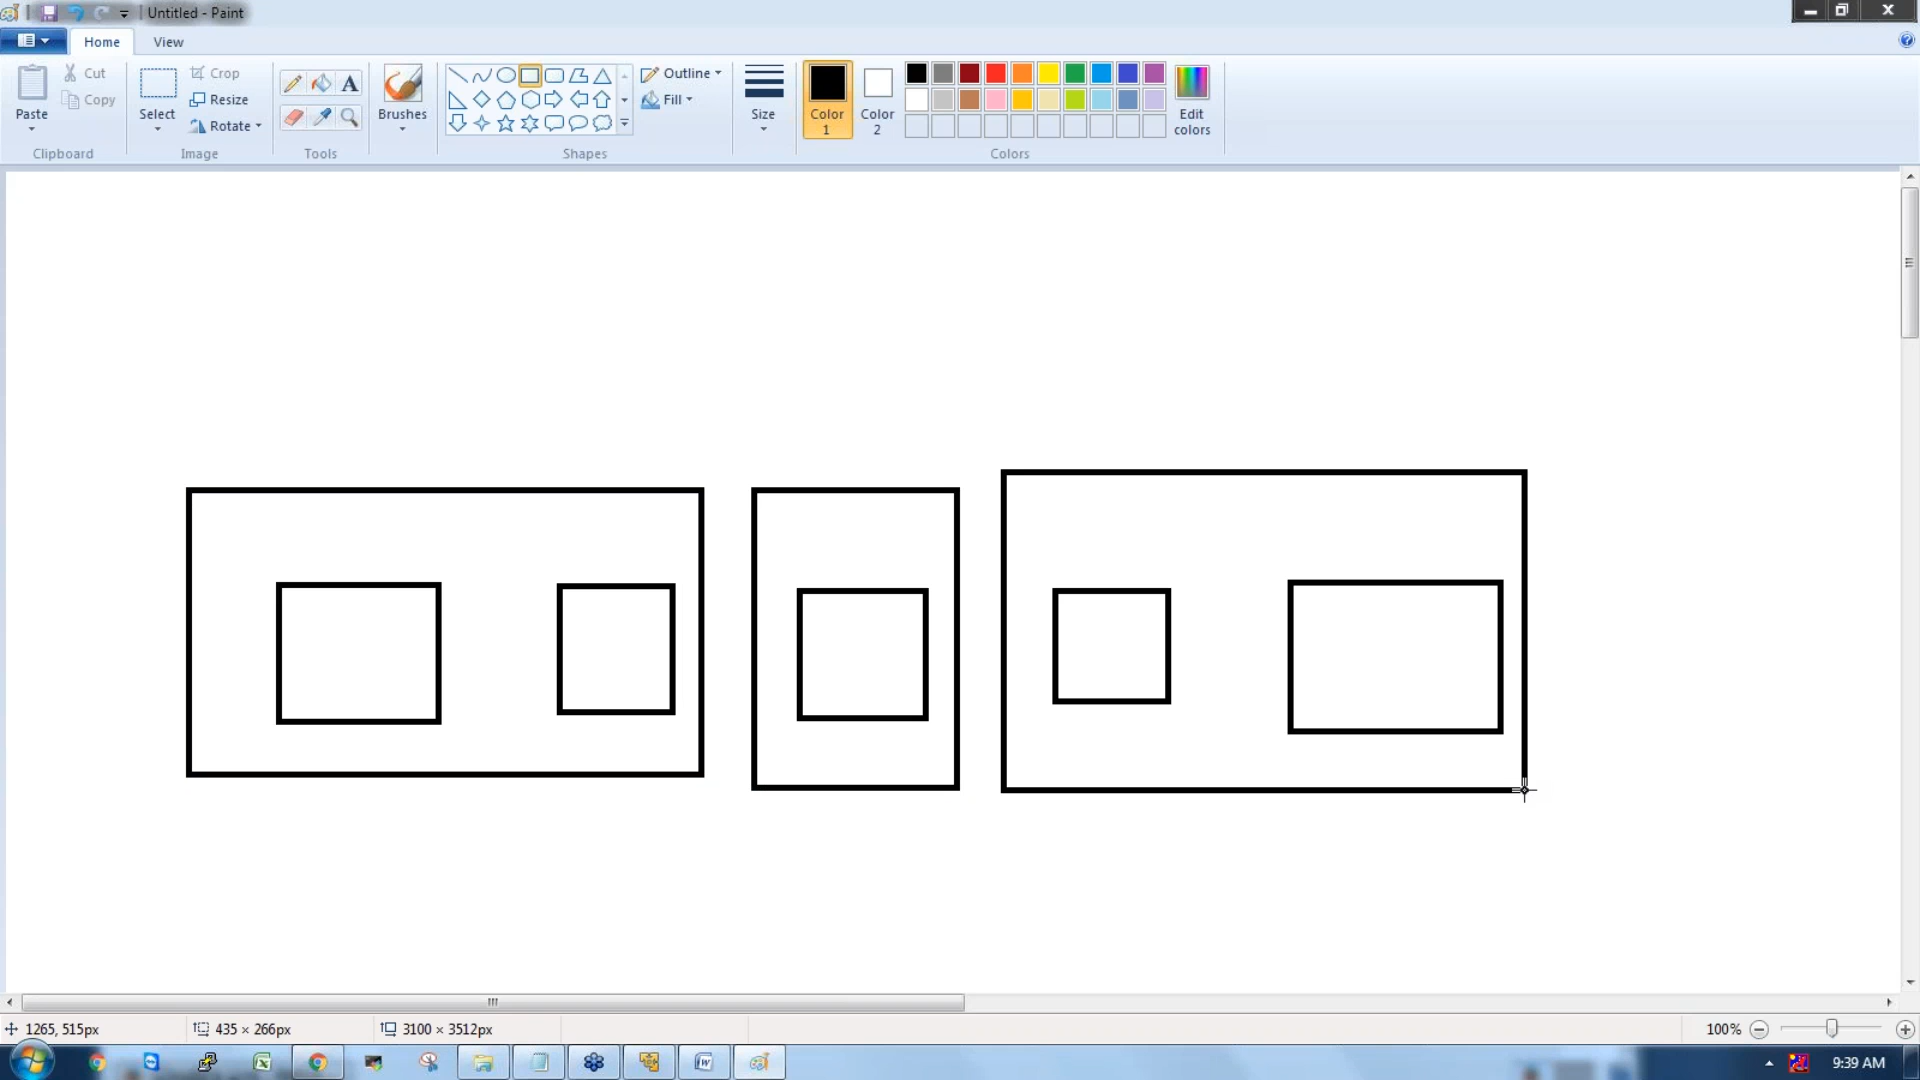 Untitled - Paint
Home View
Paste Cut Copy Select Crop Resize Rotate A Brushes Outline Fill Size Color 1 Color 2 Edit colors
Clipboard Image Tools Shapes Colors
1265, 515px 435 × 266px 3100 × 3512px 100%
9:39 AM